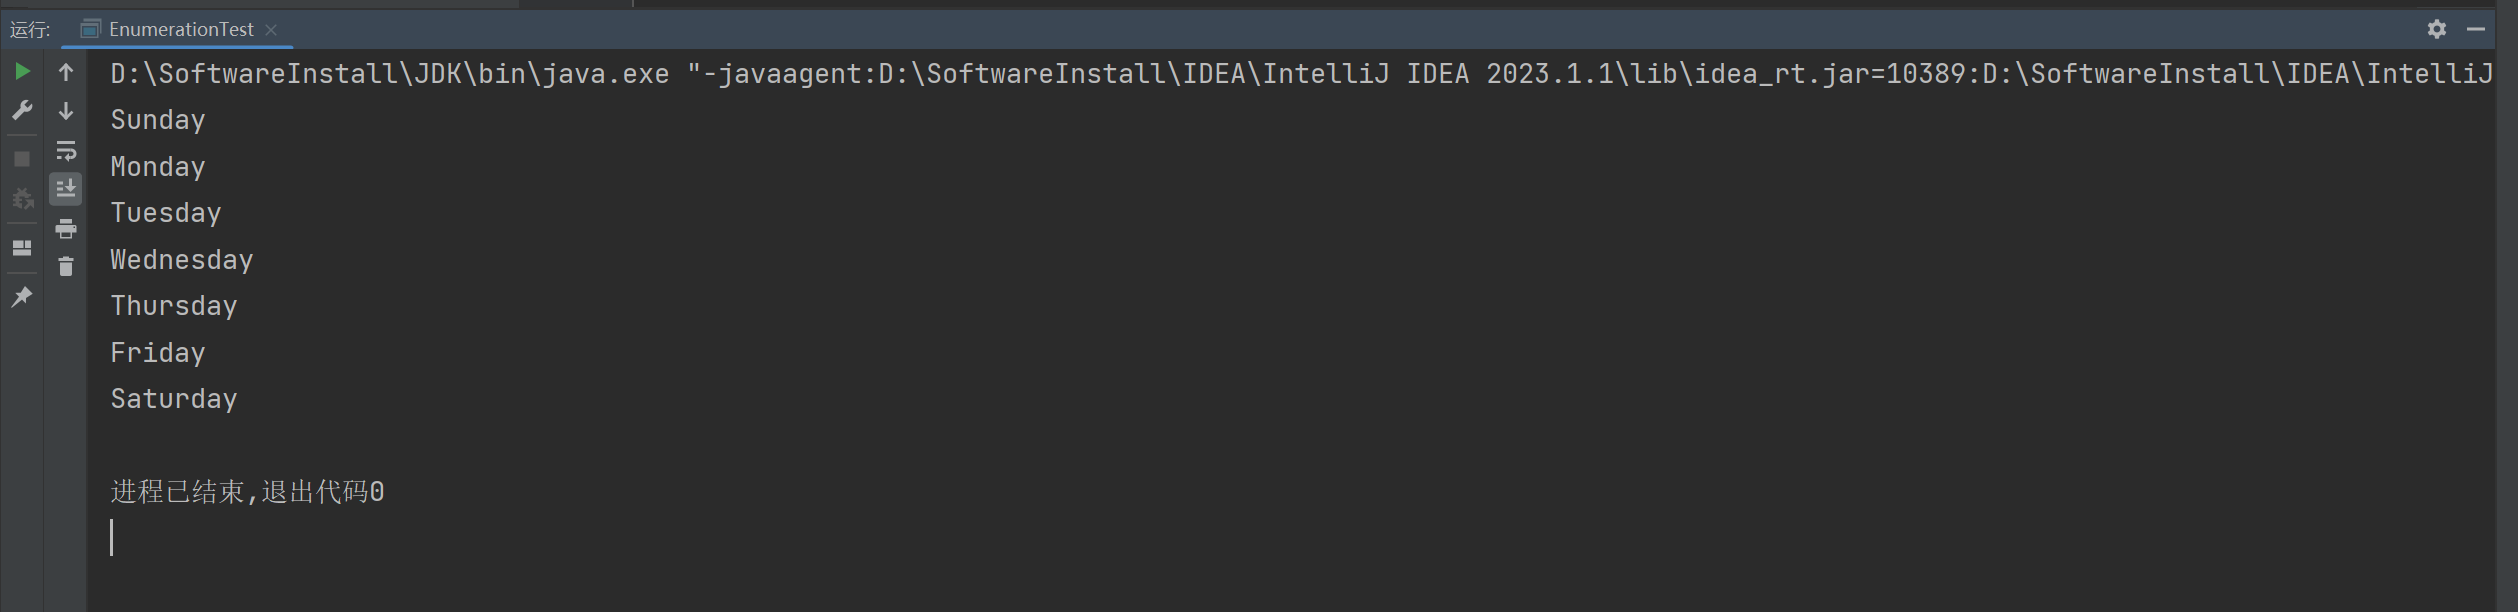 运行: EnumerationTest
D:\SoftwareInstall\JDK\bin\java.exe "-javaagent:D:\SoftwareInstall\IDEA\IntelliJ IDEA 2023.1.1\lib\idea_rt.jar=10389:D:\SoftwareInstall\IDEA\IntelliJ
Sunday
Monday
Tuesday
Wednesday
Thursday
Friday
Saturday
进程已结束,退出代码0